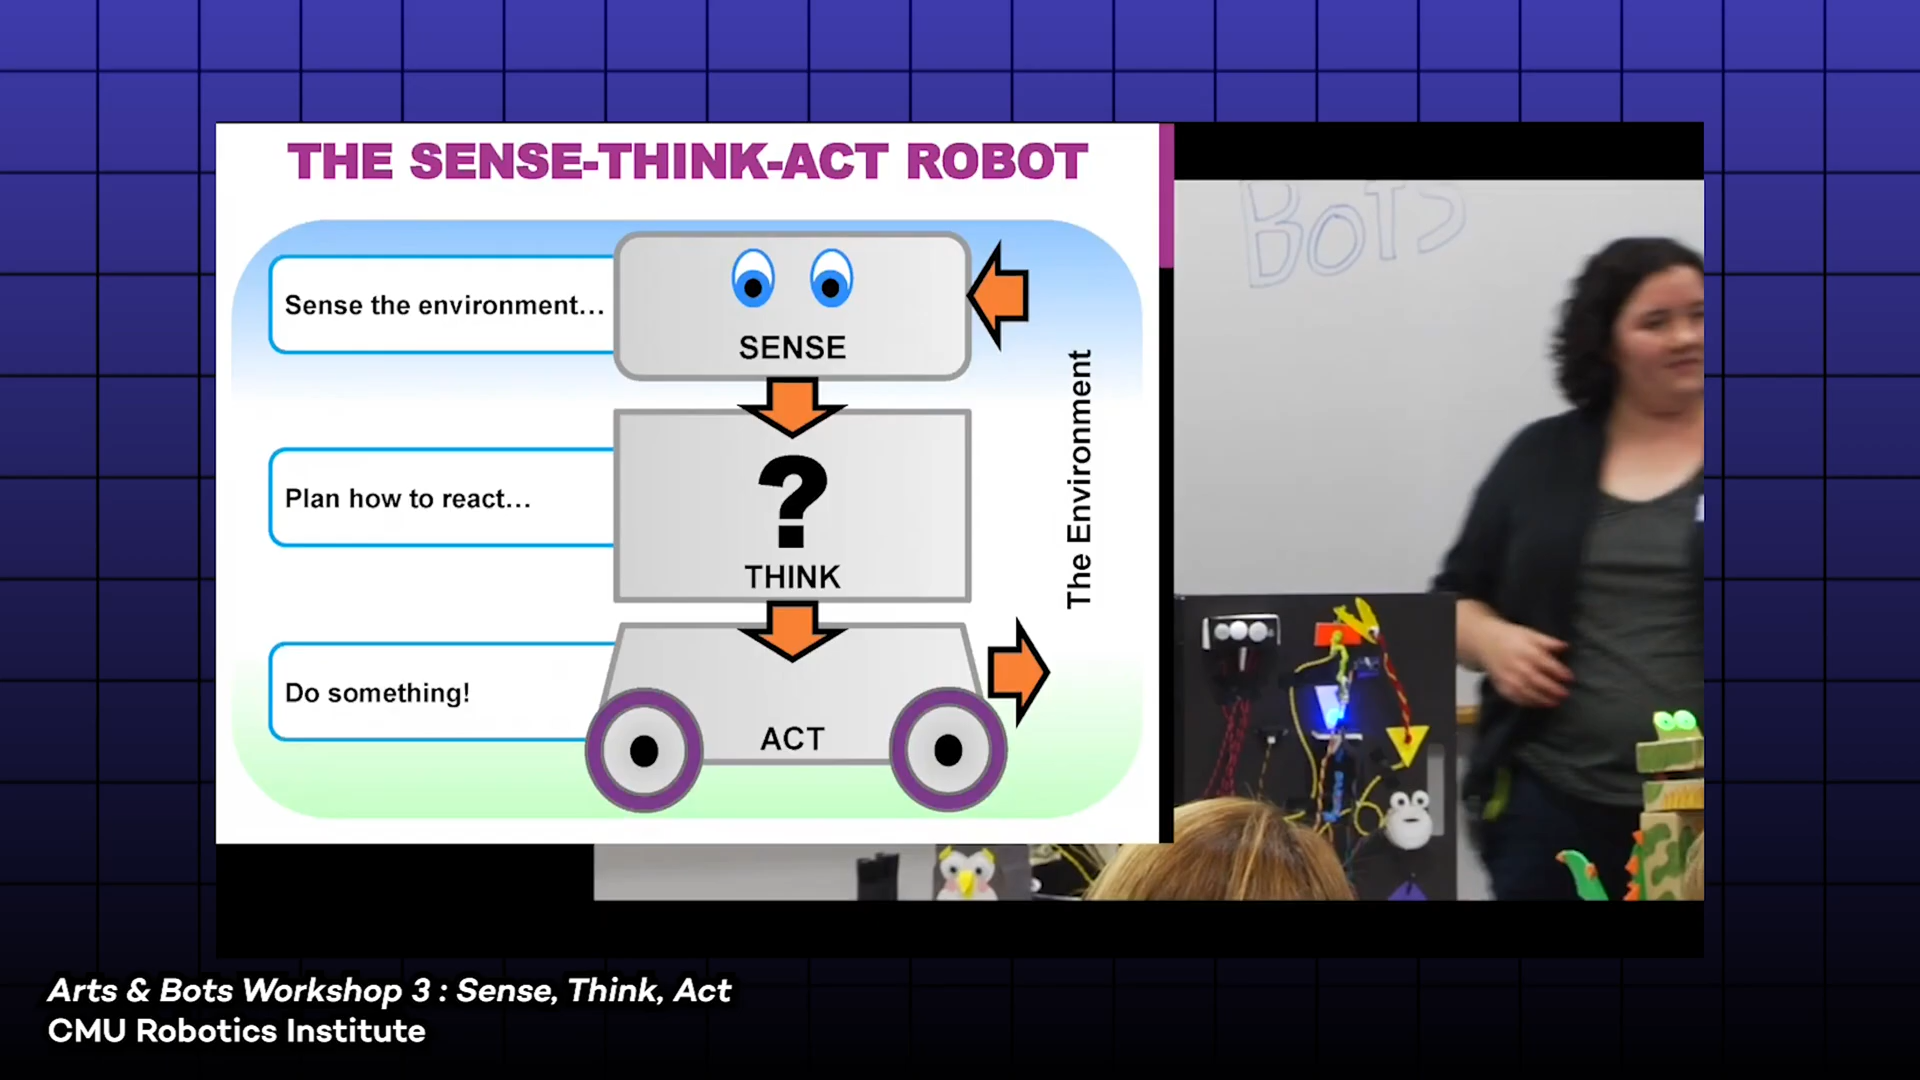 THE SENSE-THINK-ACT ROBOT
Sense the environment...
SENSE
Plan how to react...
?
THINK
Do something!
ACT
The Environment
BOTS
Arts & Bots Workshop 3 : Sense, Think, Act
CMU Robotics Institute